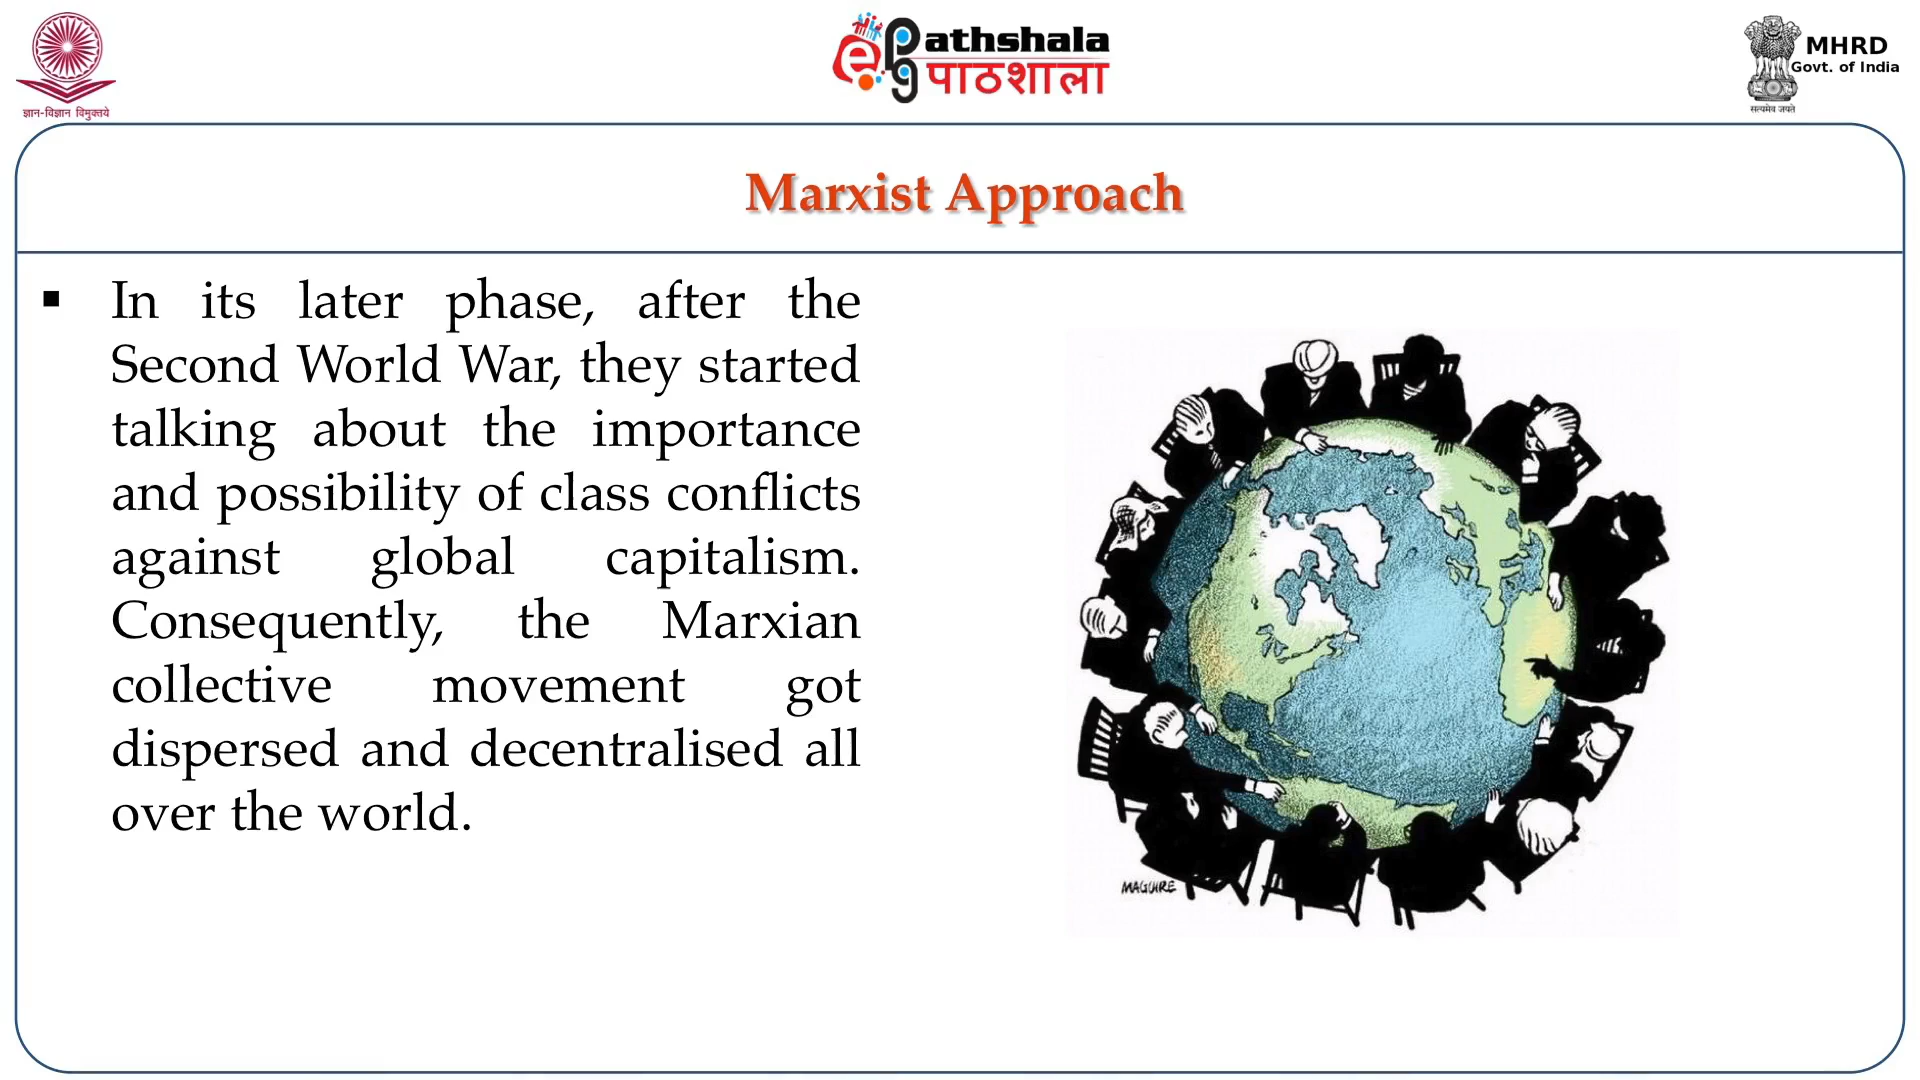 ज्ञान-विज्ञान विमुक्तये
ePathshala
पाठशाला
MHRD
Govt. of India
सत्यमेव जयते
Marxist Approach
▪ In its later phase, after the
Second World War, they started
talking about the importance
and possibility of class conflicts
against global capitalism.
Consequently, the Marxian
collective movement got
dispersed and decentralised all
over the world.
MAGUIRE